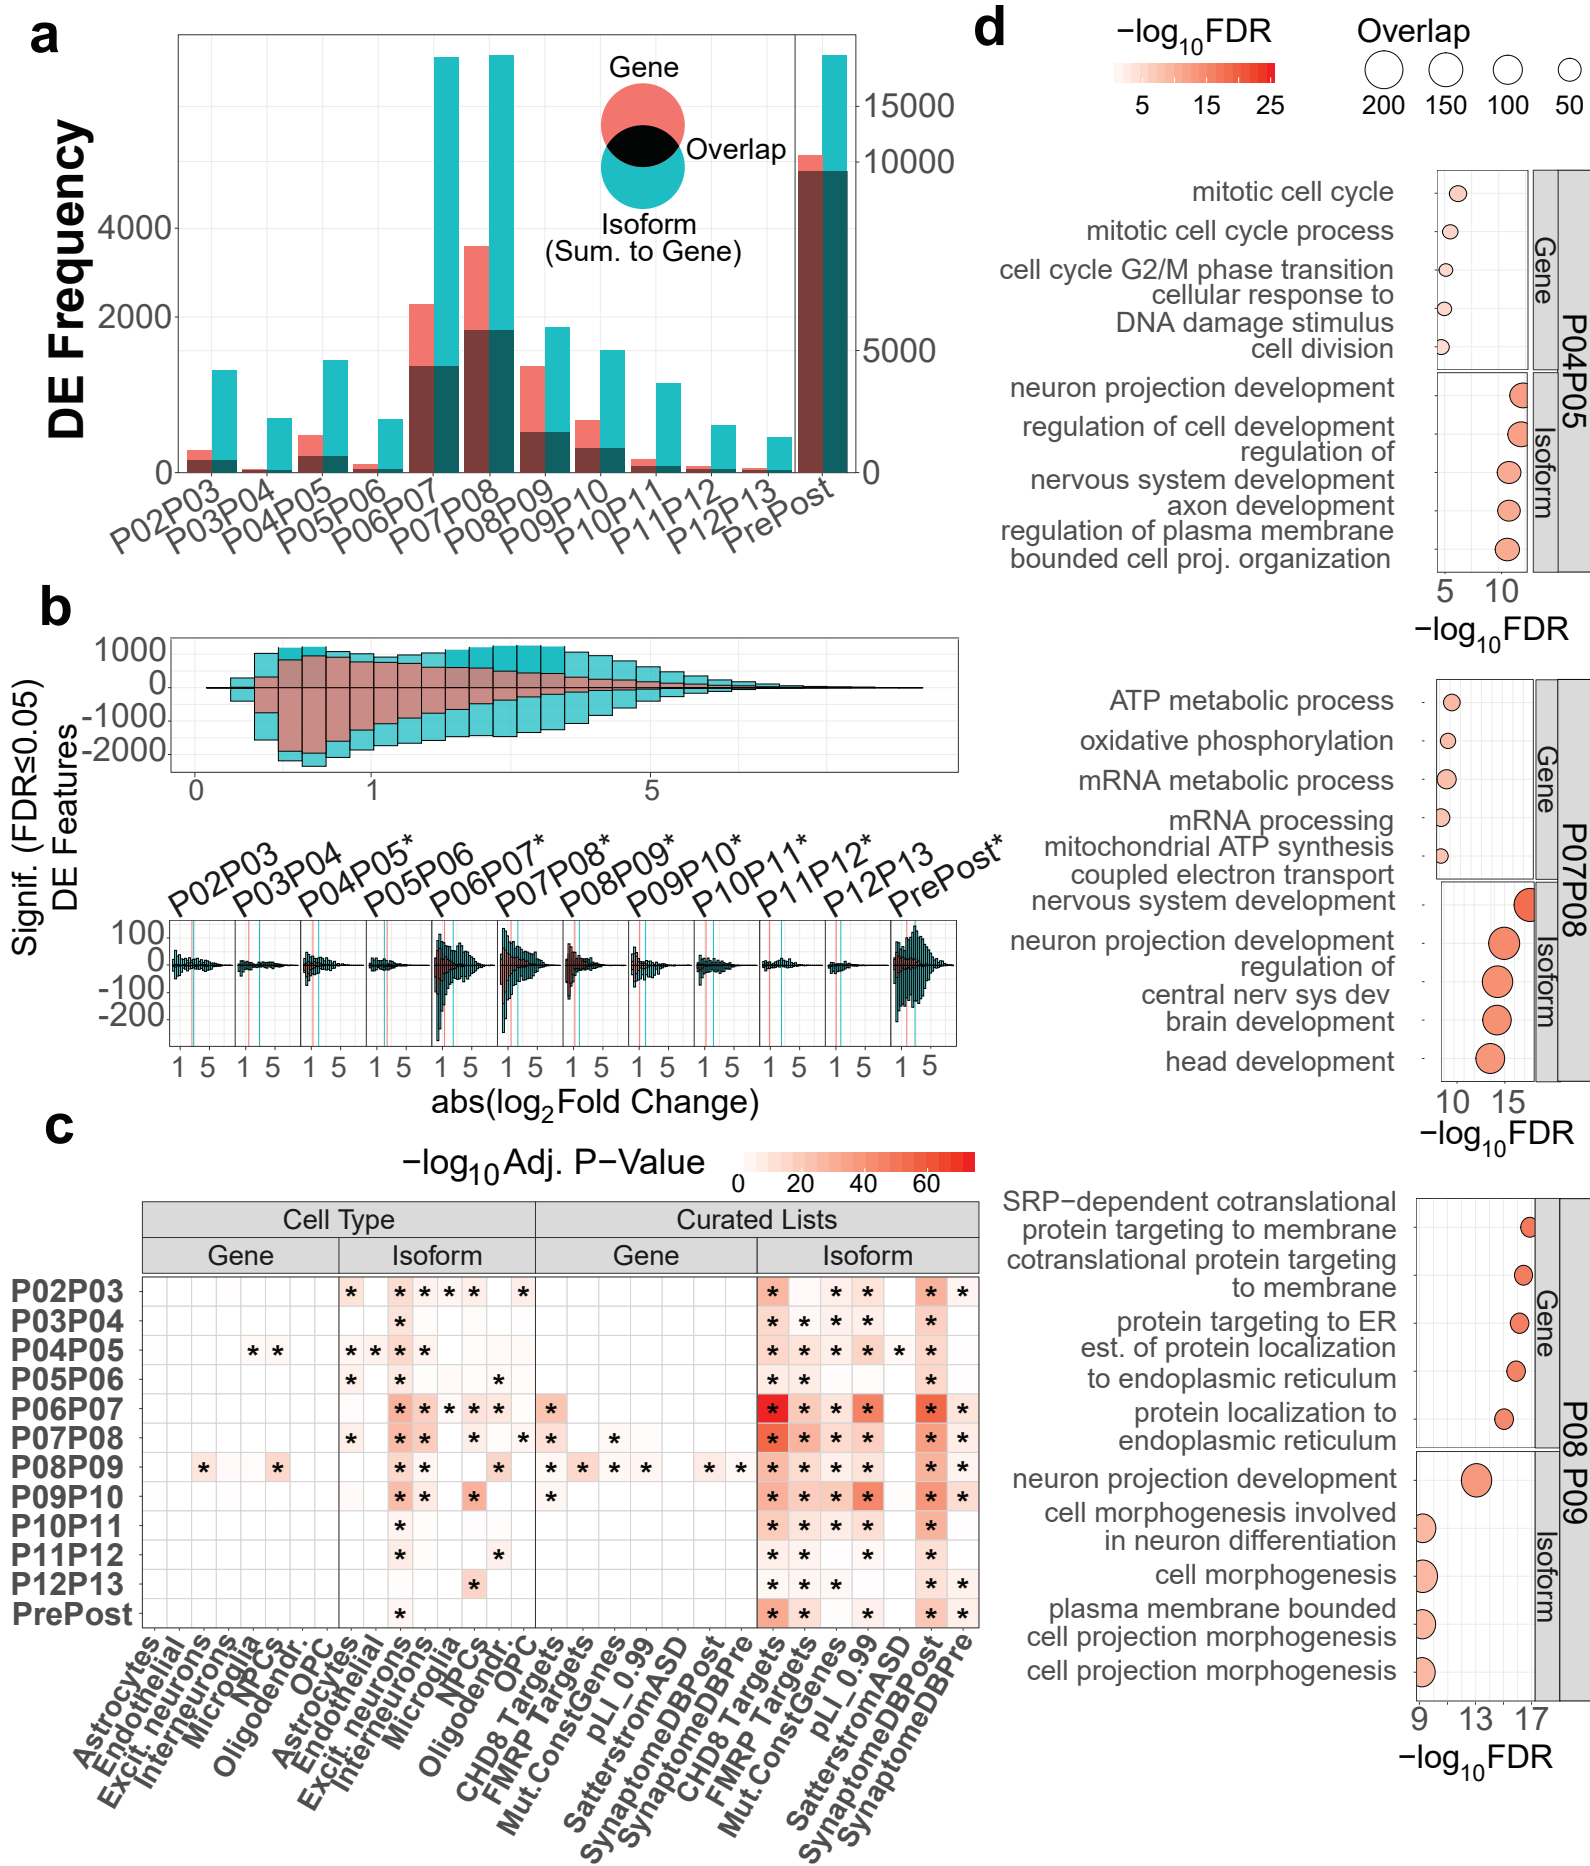 a
DE Frequency
4000
2000
0
15000
10000
5000
0
Gene
Overlap
Isoform
(Sum. to Gene)
P02P03
P03P04
P04P05
P05P06
P06P07
P07P08
P08P09
P09P10
P10P11
P11P12
P12P13
PrePost
b
Signif. (FDR≤0.05)
DE Features
1000
0
-1000
-2000
0
1
5
P02P03
P03P04
P04P05*
P05P06
P06P07*
P07P08*
P08P09*
P09P10*
P10P11*
P11P12*
P12P13
PrePost*
100
0
-100
-200
1 5 1 5 1 5 1 5 1 5 1 5 1 5 1 5 1 5 1 5 1 5 1 5
abs(log2Fold Change)
c
−log10Adj. P−Value
0 20 40 60
Cell Type
Curated Lists
Gene
Isoform
Gene
Isoform
P02P03 * * * * * * * * * * *
P03P04 * * * * * *
P04P05 * * * * * * * * * * * *
P05P06 * * * * * *
P06P07 * * * * * * * * * * * *
P07P08 * * * * * * * * * * * * *
P08P09 * * * * * * * * * * * * * * * * *
P09P10 * * * * * * * * * *
P10P11 * * * * * *
P11P12 * * * * * *
P12P13 * * * * * *
PrePost * * * * * *
Astrocytes
Endothelial
Excit. neurons
Interneurons
Microglia
NPCs
Oligodendr.
OPC
Astrocytes
Endothelial
Excit. neurons
Interneurons
Microglia
NPCs
Oligodendr.
OPC
CHD8 Targets
FMRP Targets
Mut.ConstGenes
pLI_0.99
SatterstromASD
SynaptomeDBPost
SynaptomeDBPre
CHD8 Targets
FMRP Targets
Mut.ConstGenes
pLI_0.99
SatterstromASD
SynaptomeDBPost
SynaptomeDBPre
d
−log10FDR
5 15 25
Overlap
200 150 100 50
mitotic cell cycle
mitotic cell cycle process
cell cycle G2/M phase transition
cellular response to
DNA damage stimulus
cell division
neuron projection development
regulation of cell development
regulation of
nervous system development
axon development
regulation of plasma membrane
bounded cell proj. organization
Gene
Isoform
P04P05
5 10
−log10FDR
ATP metabolic process
oxidative phosphorylation
mRNA metabolic process
mRNA processing
mitochondrial ATP synthesis
coupled electron transport
nervous system development
neuron projection development
regulation of
central nerv sys dev
brain development
head development
Gene
Isoform
P07P08
10 15
−log10FDR
SRP−dependent cotranslational
protein targeting to membrane
cotranslational protein targeting
to membrane
protein targeting to ER
est. of protein localization
to endoplasmic reticulum
protein localization to
endoplasmic reticulum
neuron projection development
cell morphogenesis involved
in neuron differentiation
cell morphogenesis
plasma membrane bounded
cell projection morphogenesis
cell projection morphogenesis
Gene
Isoform
P08 P09
9 13 17
−log10FDR